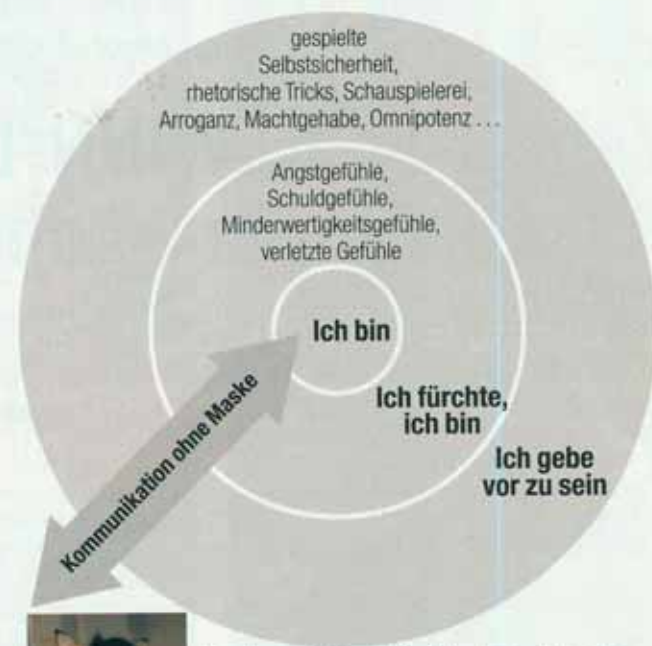 gespielte
Selbstsicherheit,
rhetorische Tricks, Schauspielerei,
Arroganz, Machtgehabe, Omnipotenz . . .
Angstgefühle,
Schuldgefühle,
Minderwertigkeitsgefühle,
verletzte Gefühle
Ich bin
Ich fürchte,
ich bin
Ich gebe
vor zu sein
Kommunikation ohne Maske